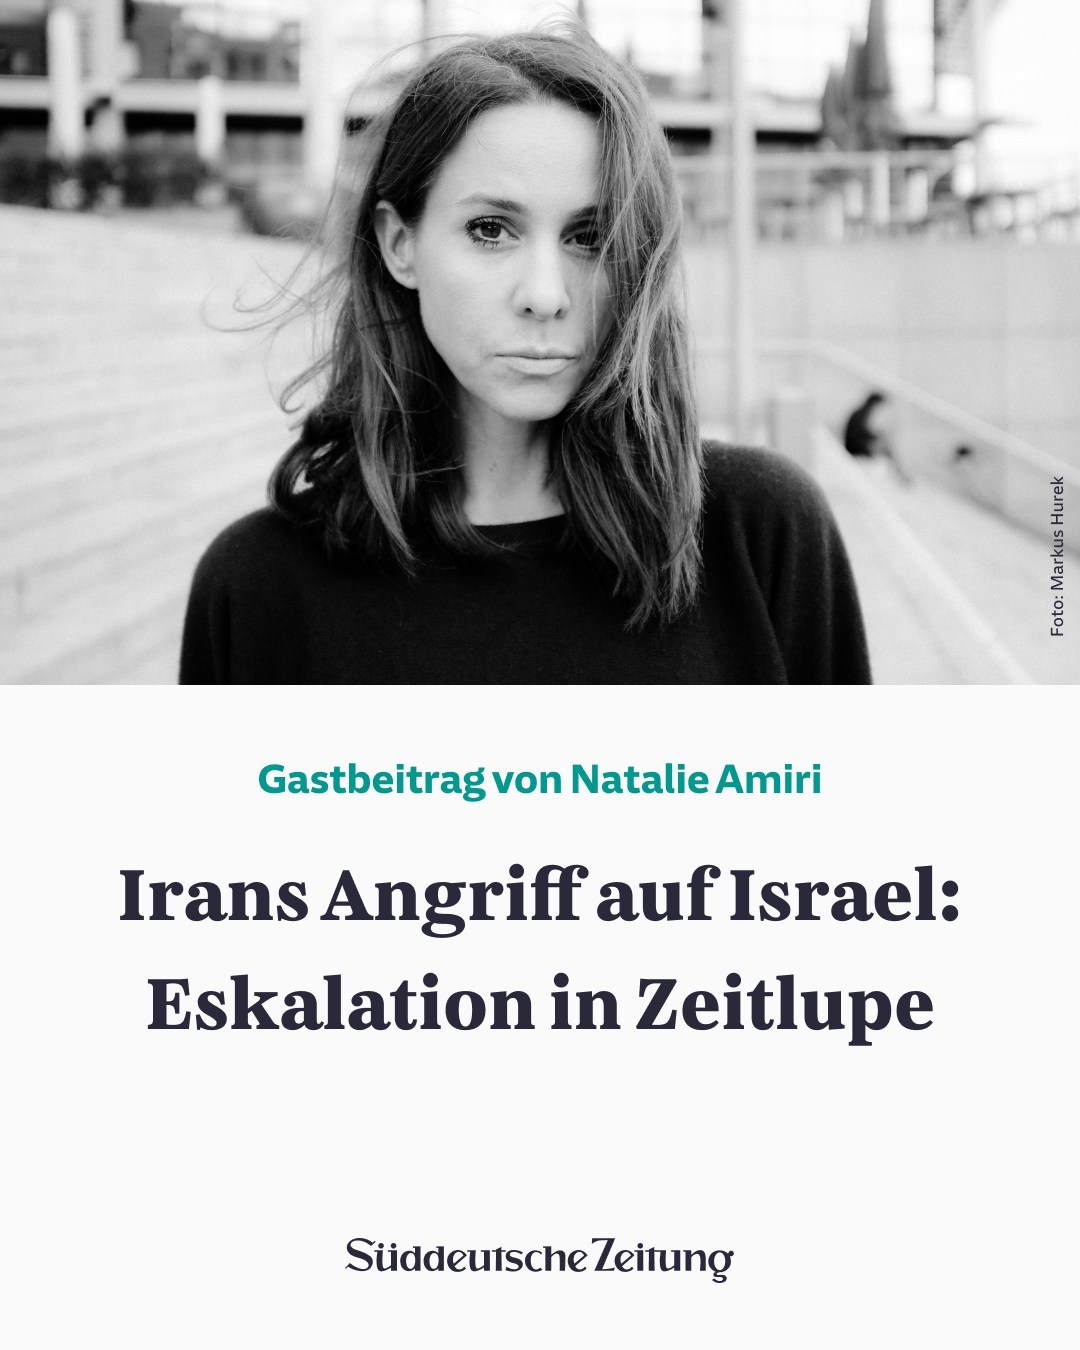 Foto: Markus Hurek
Gastbeitrag von Natalie Amiri
Irans Angriff auf Israel:
Eskalation in Zeitlupe
Süddeutsche Zeitung